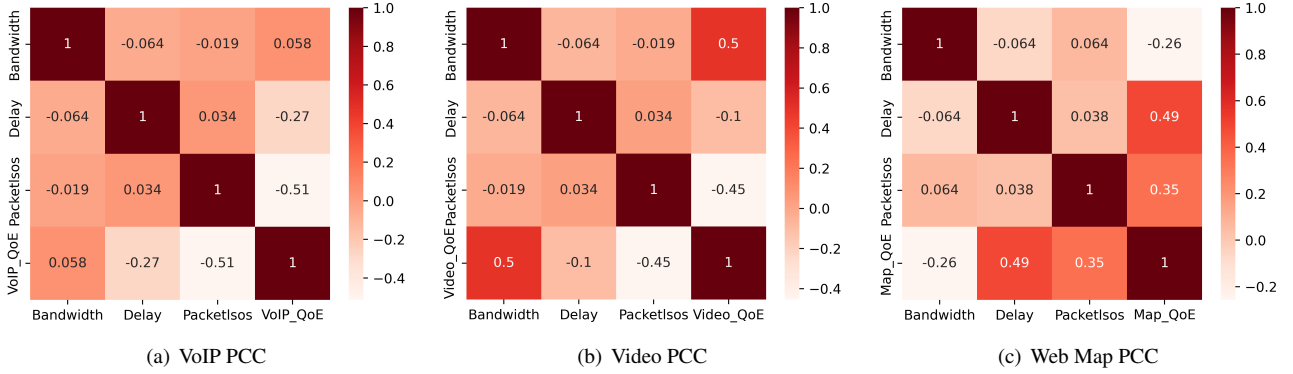 Bandwidth 1 -0.064 -0.019 0.058
Delay -0.064 1 0.034 -0.27
Packetlsos -0.019 0.034 1 -0.51
VoIP_QoE 0.058 -0.27 -0.51 1
Bandwidth Delay Packetlsos VoIP_QoE
1.0
0.8
0.6
0.4
0.2
0.0
−0.2
−0.4
(a) VoIP PCC
Bandwidth 1 -0.064 -0.019 0.5
Delay -0.064 1 0.034 -0.1
Packetlsos -0.019 0.034 1 -0.45
Video_QoE 0.5 -0.1 -0.45 1
Bandwidth Delay Packetlsos Video_QoE
1.0
0.8
0.6
0.4
0.2
0.0
−0.2
−0.4
(b) Video PCC
Bandwidth 1 -0.064 0.064 -0.26
Delay -0.064 1 0.038 0.49
Packetlsos 0.064 0.038 1 0.35
Map_QoE -0.26 0.49 0.35 1
Bandwidth Delay Packetlsos Map_QoE
1.0
0.8
0.6
0.4
0.2
0.0
−0.2
(c) Web Map PCC